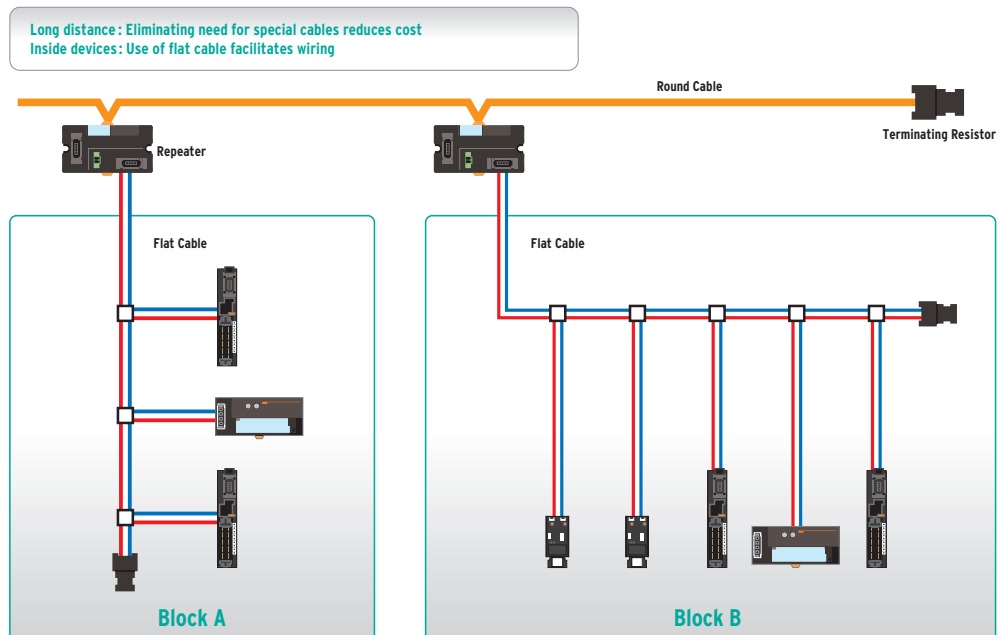 Long distance: Eliminating need for special cables reduces cost
Inside devices: Use of flat cable facilitates wiring
Round Cable
Terminating Resistor
Repeater
Flat Cable
Flat Cable
Block A
Block B